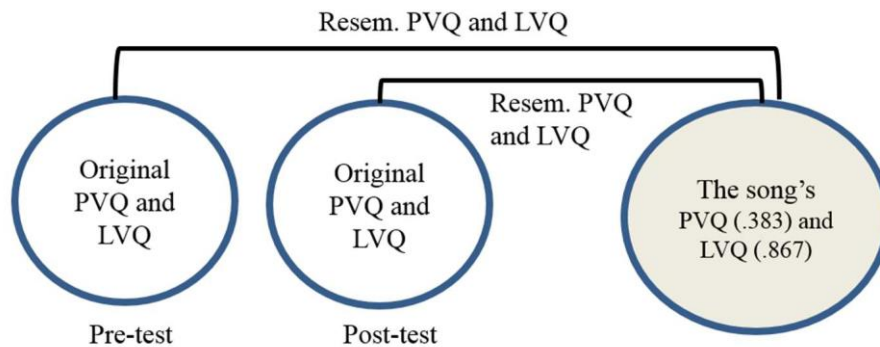 Resem. PVQ and LVQ
Resem. PVQ
and LVQ
Original
PVQ and
LVQ
Original
PVQ and
LVQ
The song's
PVQ (.383) and
LVQ (.867)
Pre-test
Post-test